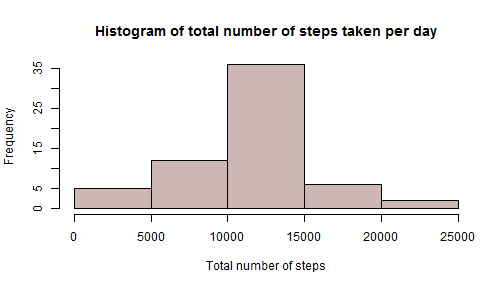 Histogram of total number of steps taken per day
Frequency
35
25
15
5
0
0 5000 10000 15000 20000 25000
Total number of steps